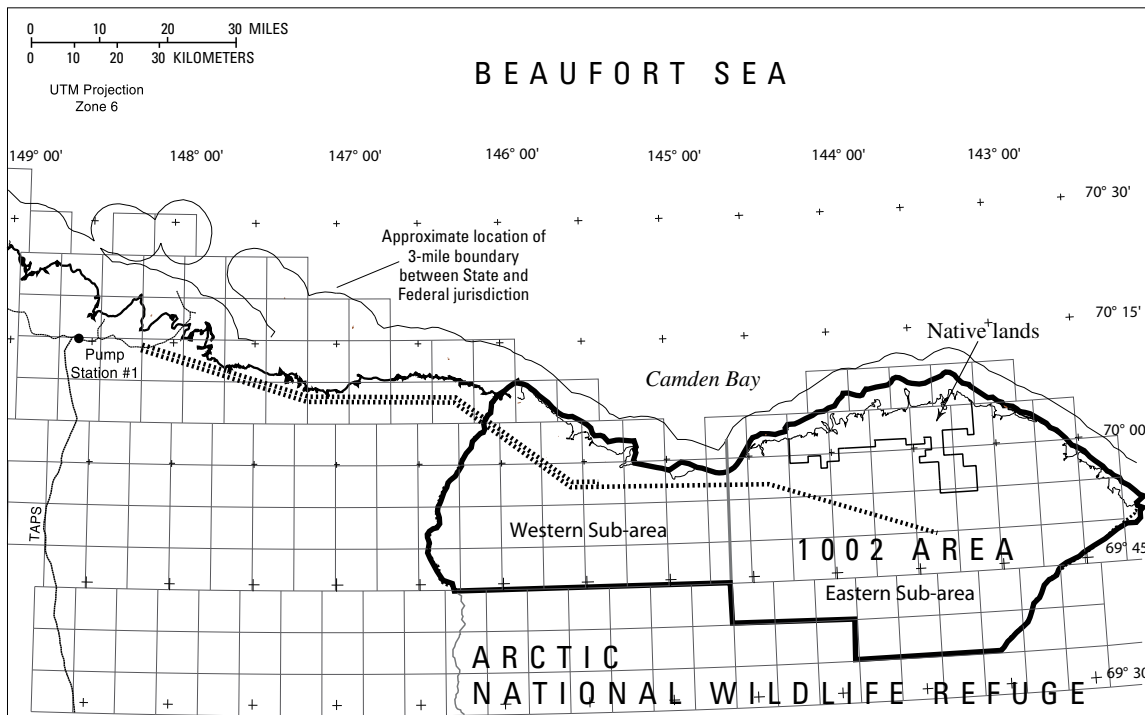 0 10 20 30 MILES
0 10 20 30 KILOMETERS
UTM Projection
Zone 6
BEAUFORT SEA
149° 00' 148° 00' 147° 00' 146° 00' 145° 00' 144° 00' 143° 00'
70° 30'
Approximate location of
3-mile boundary
between State and
Federal jurisdiction
70° 15'
Native lands
Pump
Station #1
Camden Bay
70° 00'
TAPS
Western Sub-area
1002 AREA
69° 45'
Eastern Sub-area
ARCTIC
NATIONAL WILDLIFE REFUGE
69° 30'